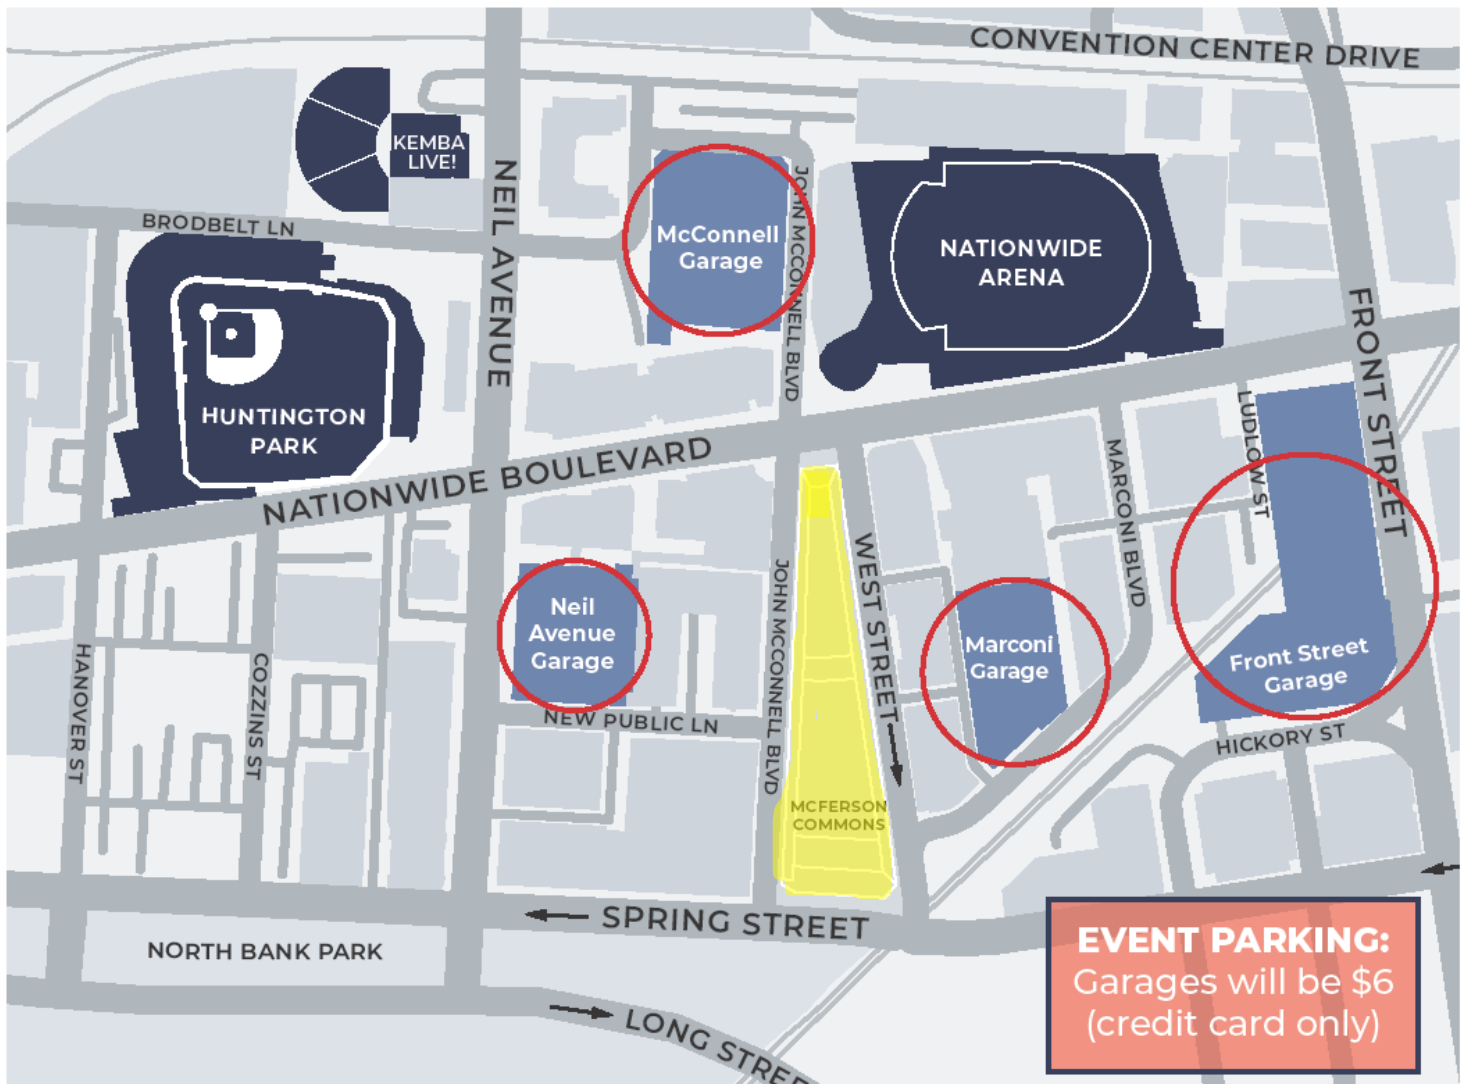 CONVENTION CENTER DRIVE
KEMBA
LIVE!
NEIL AVENUE
BRODBELT LN
McConnell
Garage
JOHN MCCONNELL BLVD
NATIONWIDE
ARENA
FRONT STREET
HUNTINGTON
PARK
NATIONWIDE BOULEVARD
LUDLOW ST
MARCONI BLVD
Neil
Avenue
Garage
JOHN MCCONNELL BLVD
WEST STREET
Marconi
Garage
Front Street
Garage
HANOVER ST
COZZINS ST
NEW PUBLIC LN
HICKORY ST
MCFERSON
COMMONS
SPRING STREET
NORTH BANK PARK
LONG STREE
EVENT PARKING:
Garages will be $6
(credit card only)